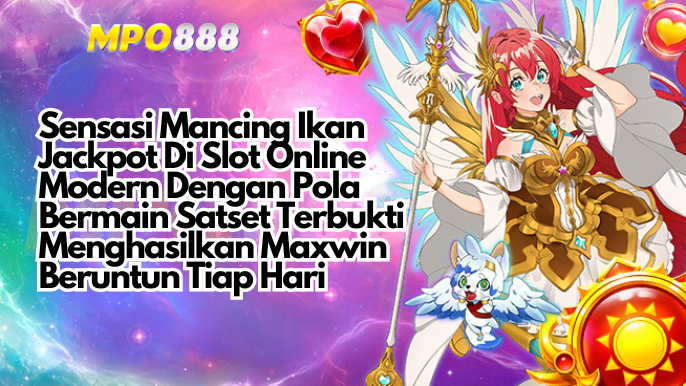 MPO888
Sensasi Mancing Ikan
Jackpot Di Slot Online
Modern Dengan Pola
Bermain Satset Terbukti
Menghasilkan Maxwin
Beruntun Tiap Hari